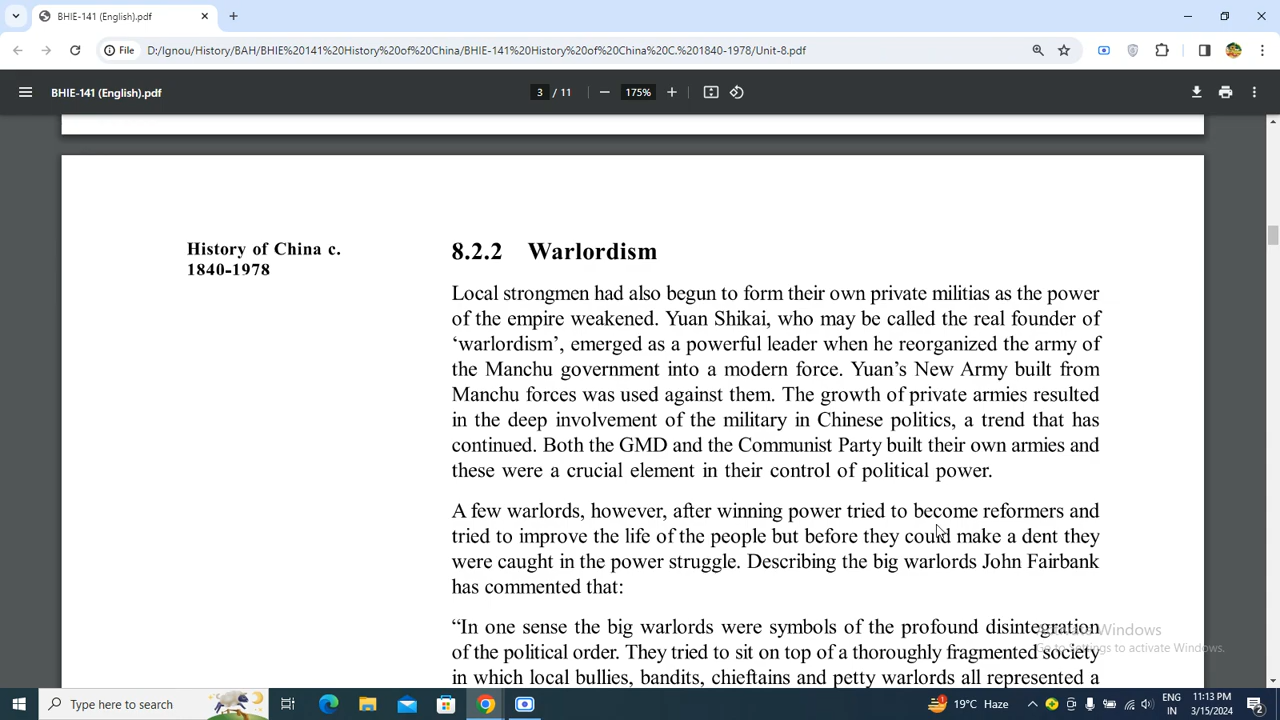 BHIE-141 (English).pdf
File D:/Ignou/History/BAH/BHIE%20141%20History%20of%20China/BHIE-141%20History%20of%20China%20C.%201840-1978/Unit-8.pdf
BHIE-141 (English).pdf 3 / 11 175%
History of China c.
1840-1978
8.2.2 Warlordism
Local strongmen had also begun to form their own private militias as the power
of the empire weakened. Yuan Shikai, who may be called the real founder of
‘warlordism’, emerged as a powerful leader when he reorganized the army of
the Manchu government into a modern force. Yuan’s New Army built from
Manchu forces was used against them. The growth of private armies resulted
in the deep involvement of the military in Chinese politics, a trend that has
continued. Both the GMD and the Communist Party built their own armies and
these were a crucial element in their control of political power.
A few warlords, however, after winning power tried to become reformers and
tried to improve the life of the people but before they could make a dent they
were caught in the power struggle. Describing the big warlords John Fairbank
has commented that:
“In one sense the big warlords were symbols of the profound disintegration
of the political order. They tried to sit on top of a thoroughly fragmented society
in which local bullies, bandits, chieftains and petty warlords all represented a
Activate Windows
Go to Settings to activate Windows.
Type here to search
19°C Haze
ENG
IN
11:13 PM
3/15/2024
2